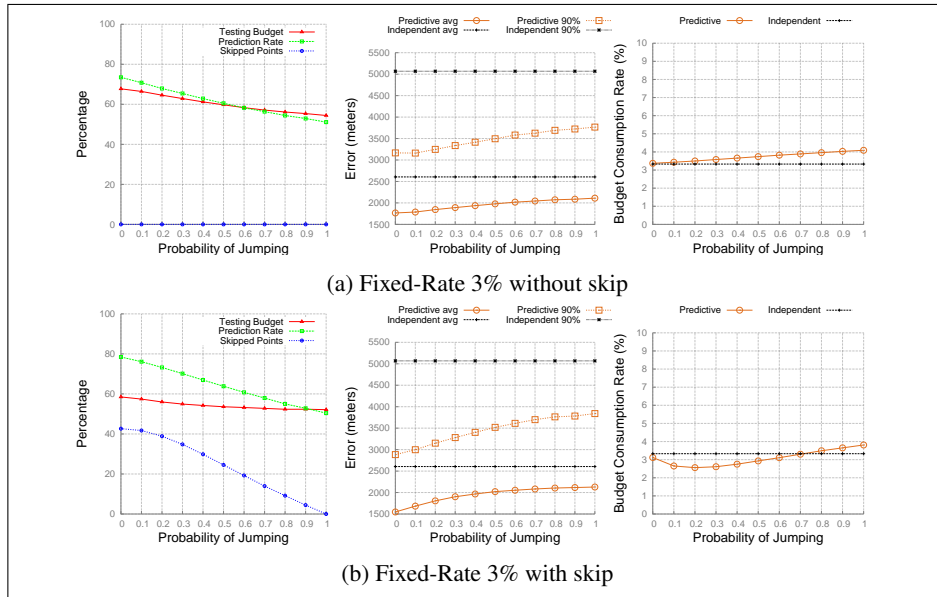 Testing Budget
Prediction Rate
Skipped Points
Percentage
100
80
60
40
20
0
0 0.1 0.2 0.3 0.4 0.5 0.6 0.7 0.8 0.9 1
Probability of Jumping
Predictive avg
Independent avg
Predictive 90%
Independent 90%
Error (meters)
5500
5000
4500
4000
3500
3000
2500
2000
1500
0 0.1 0.2 0.3 0.4 0.5 0.6 0.7 0.8 0.9 1
Probability of Jumping
Predictive
Independent
Budget Consumption Rate (%)
10
9
8
7
6
5
4
3
2
1
0
0 0.1 0.2 0.3 0.4 0.5 0.6 0.7 0.8 0.9 1
Probability of Jumping
(a) Fixed-Rate 3% without skip
Testing Budget
Prediction Rate
Skipped Points
Percentage
100
80
60
40
20
0
0 0.1 0.2 0.3 0.4 0.5 0.6 0.7 0.8 0.9 1
Probability of Jumping
Predictive avg
Independent avg
Predictive 90%
Independent 90%
Error (meters)
5500
5000
4500
4000
3500
3000
2500
2000
1500
0 0.1 0.2 0.3 0.4 0.5 0.6 0.7 0.8 0.9 1
Probability of Jumping
Predictive
Independent
Budget Consumption Rate (%)
10
9
8
7
6
5
4
3
2
1
0
0 0.1 0.2 0.3 0.4 0.5 0.6 0.7 0.8 0.9 1
Probability of Jumping
(b) Fixed-Rate 3% with skip